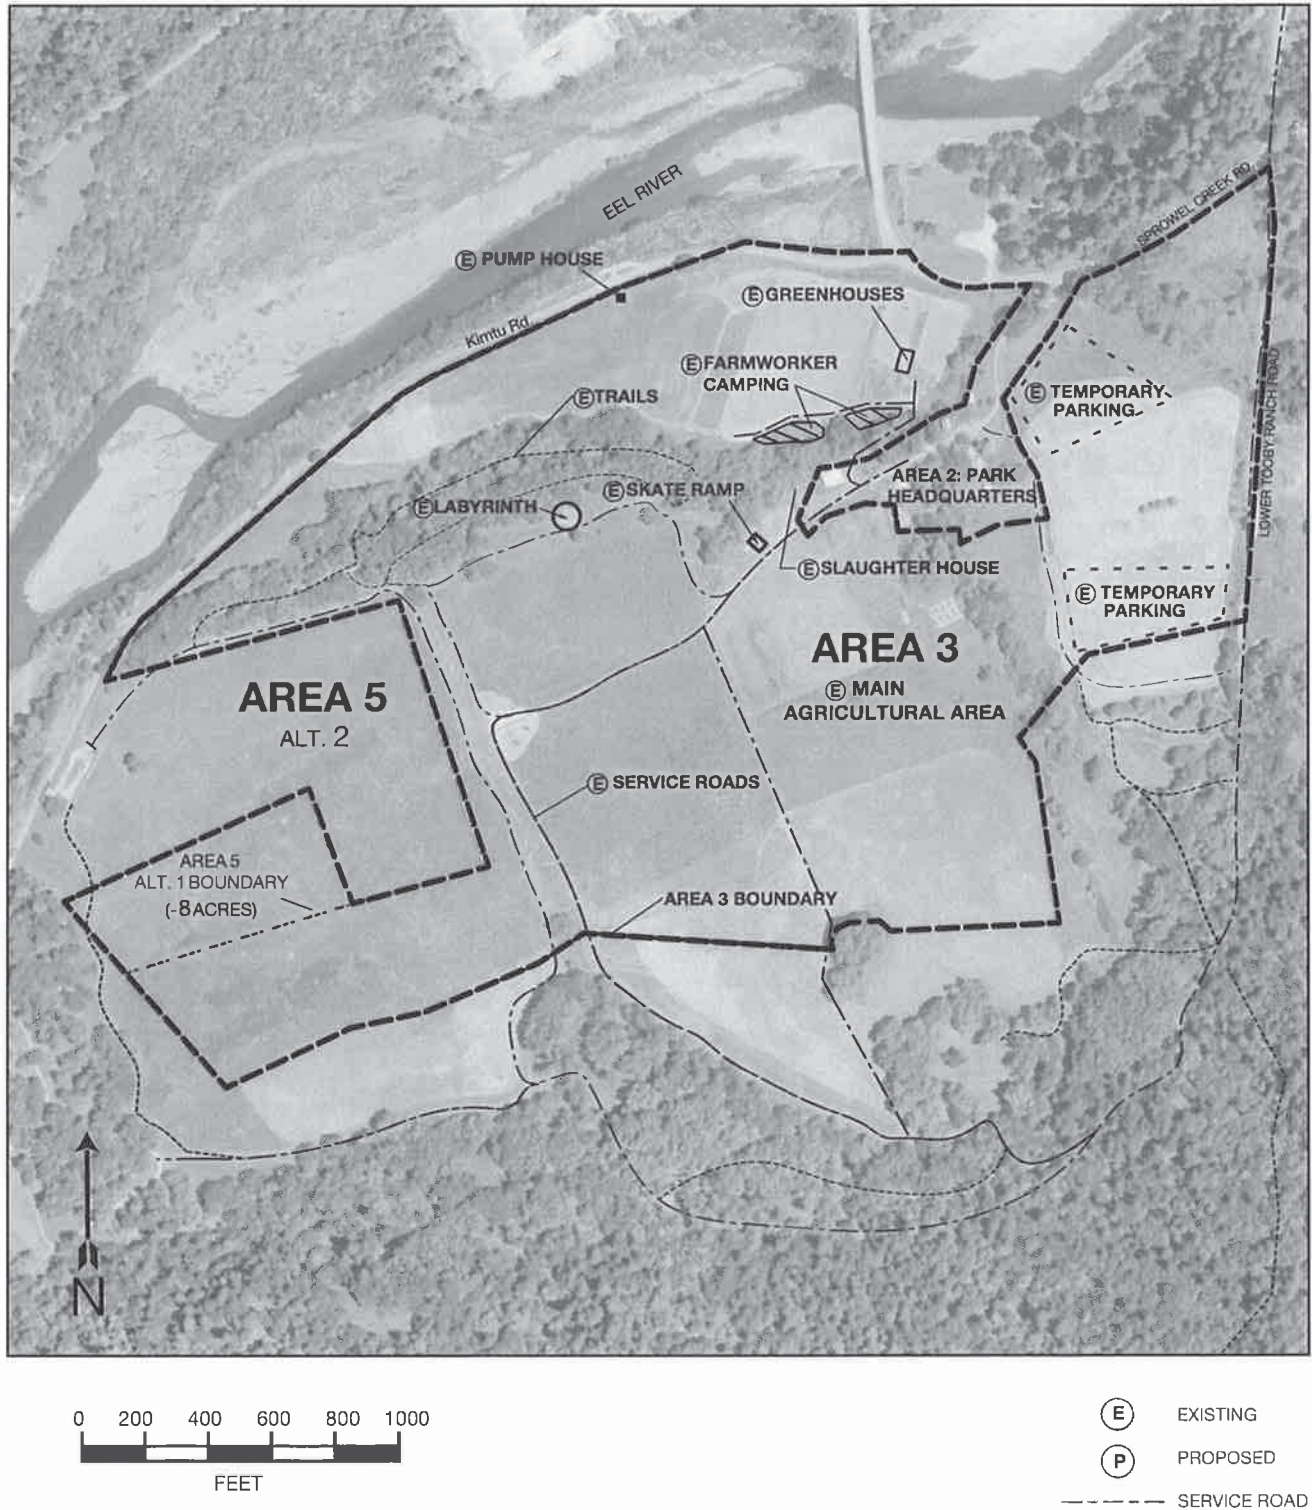 EEL RIVER
SPROWEL CREEK RD.
Ⓔ PUMP HOUSE
Ⓔ GREENHOUSES
Kimtu Rd.
Ⓔ FARMWORKER
CAMPING
Ⓔ TRAILS
Ⓔ TEMPORARY
PARKING
LOWER TOOBY RANCH ROAD
AREA 2: PARK
HEADQUARTERS
Ⓔ SKATE RAMP
Ⓔ LABYRINTH
Ⓔ SLAUGHTER HOUSE
Ⓔ TEMPORARY
PARKING
AREA 3
Ⓔ MAIN
AGRICULTURAL AREA
AREA 5
ALT. 2
Ⓔ SERVICE ROADS
AREA 5
ALT. 1 BOUNDARY
(-8 ACRES)
AREA 3 BOUNDARY
N
0 200 400 600 800 1000
FEET
Ⓔ EXISTING
Ⓟ PROPOSED
SERVICE ROAD